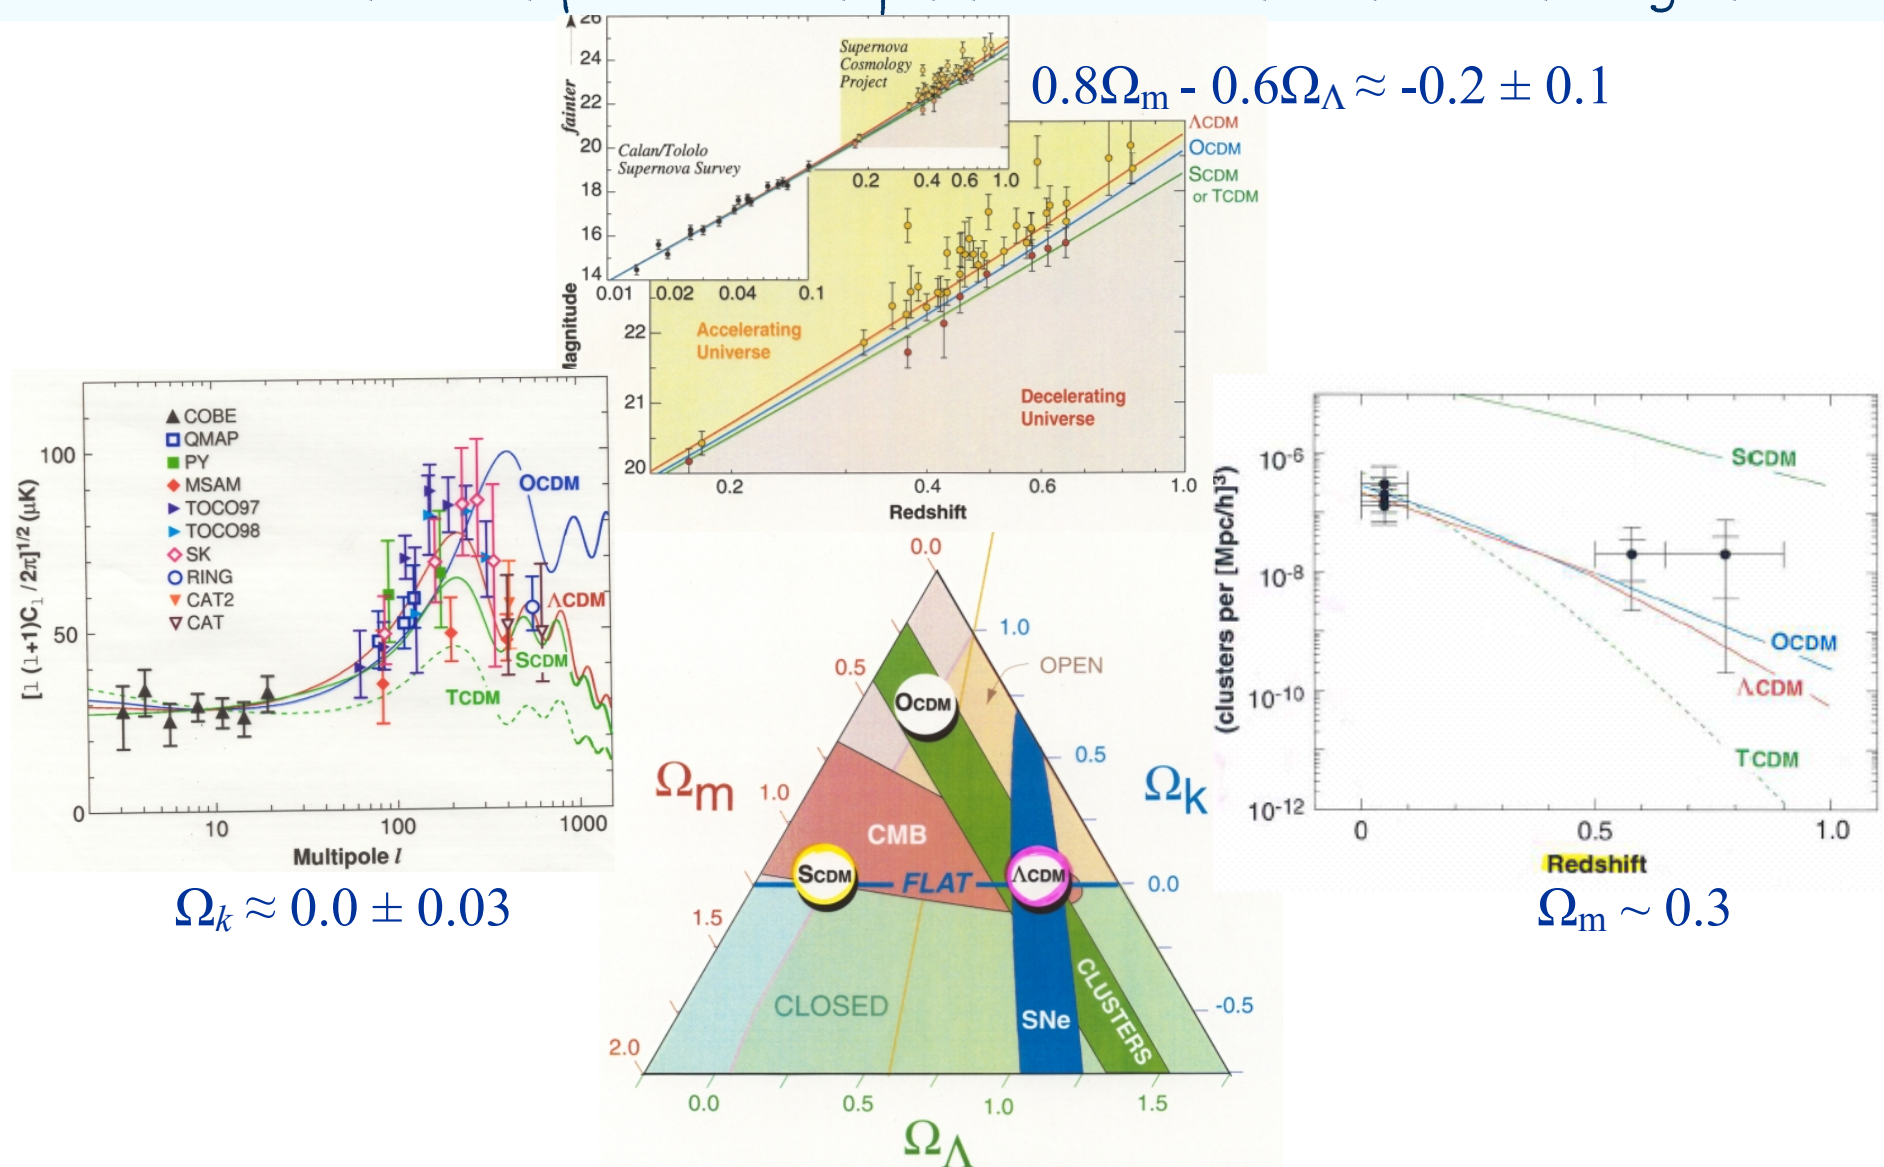 0.8Ωm - 0.6ΩΛ ≈ -0.2 ± 0.1
fainter
26
24
22
20
18
16
14
Supernova
Cosmology
Project
Calan/Tololo
Supernova Survey
0.2 0.4 0.6 1.0
0.01 0.02 0.04 0.1
ΛCDM
OCDM
SCDM
or TCDM
Magnitude
22
21
20
Accelerating
Universe
Decelerating
Universe
0.2 0.4 0.6 1.0
Redshift
[l (l+1)Cl /2π]1/2 (μK)
100
50
0
COBE
QMAP
PY
MSAM
TOCO97
TOCO98
SK
RING
CAT2
CAT
OCDM
ΛCDM
SCDM
TCDM
10 100 1000
Multipole l
Ωk ≈ 0.0 ± 0.03
(clusters per [Mpc/h]3)
10-6
10-8
10-10
10-12
SCDM
OCDM
ΛCDM
TCDM
0 0.5 1.0
Redshift
Ωm ~ 0.3
0.0
0.5
1.0
1.5
2.0
Ωm
1.0
0.5
0.0
-0.5
Ωk
OPEN
OCDM
CMB
SCDM
FLAT
ΛCDM
CLOSED
SNe
CLUSTERS
0.0 0.5 1.0 1.5
ΩΛ